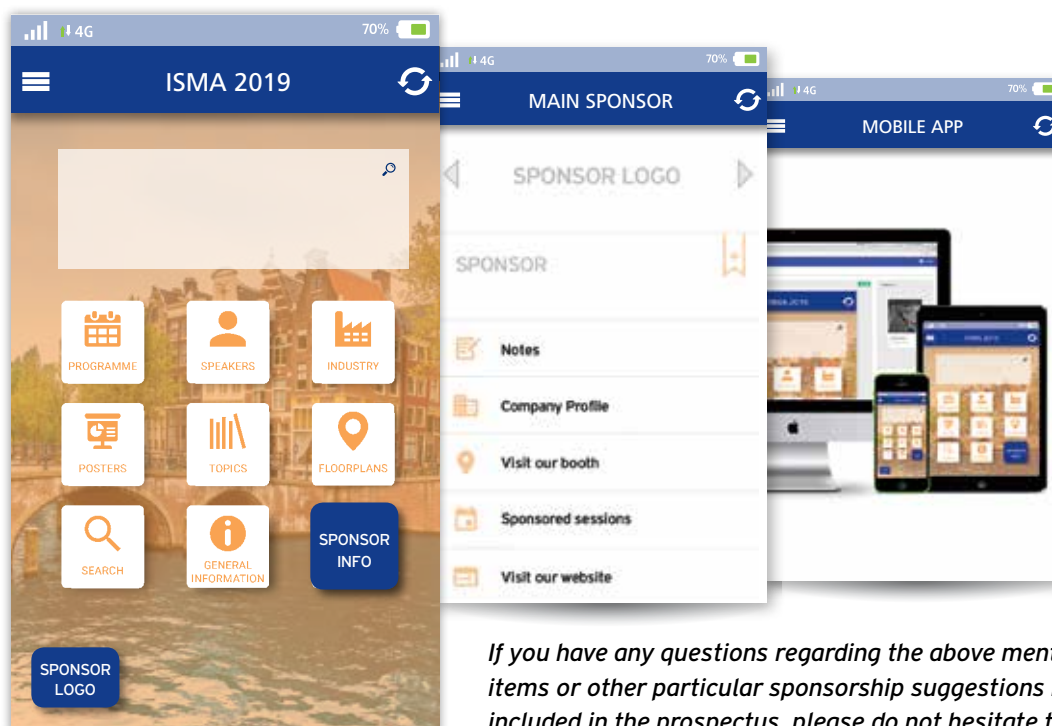 4G
70%
ISMA 2019
PROGRAMME
SPEAKERS
INDUSTRY
POSTERS
TOPICS
FLOORPLANS
SEARCH
GENERAL
INFORMATION
SPONSOR
INFO
SPONSOR
LOGO
4G
70%
MAIN SPONSOR
SPONSOR LOGO
SPONSOR
Notes
Company Profile
Visit our booth
Sponsored sessions
Visit our website
4G
70%
MOBILE APP
If you have any questions regarding the above
items or other particular sponsorship suggestions
included in the prospectus, please do not hesitate